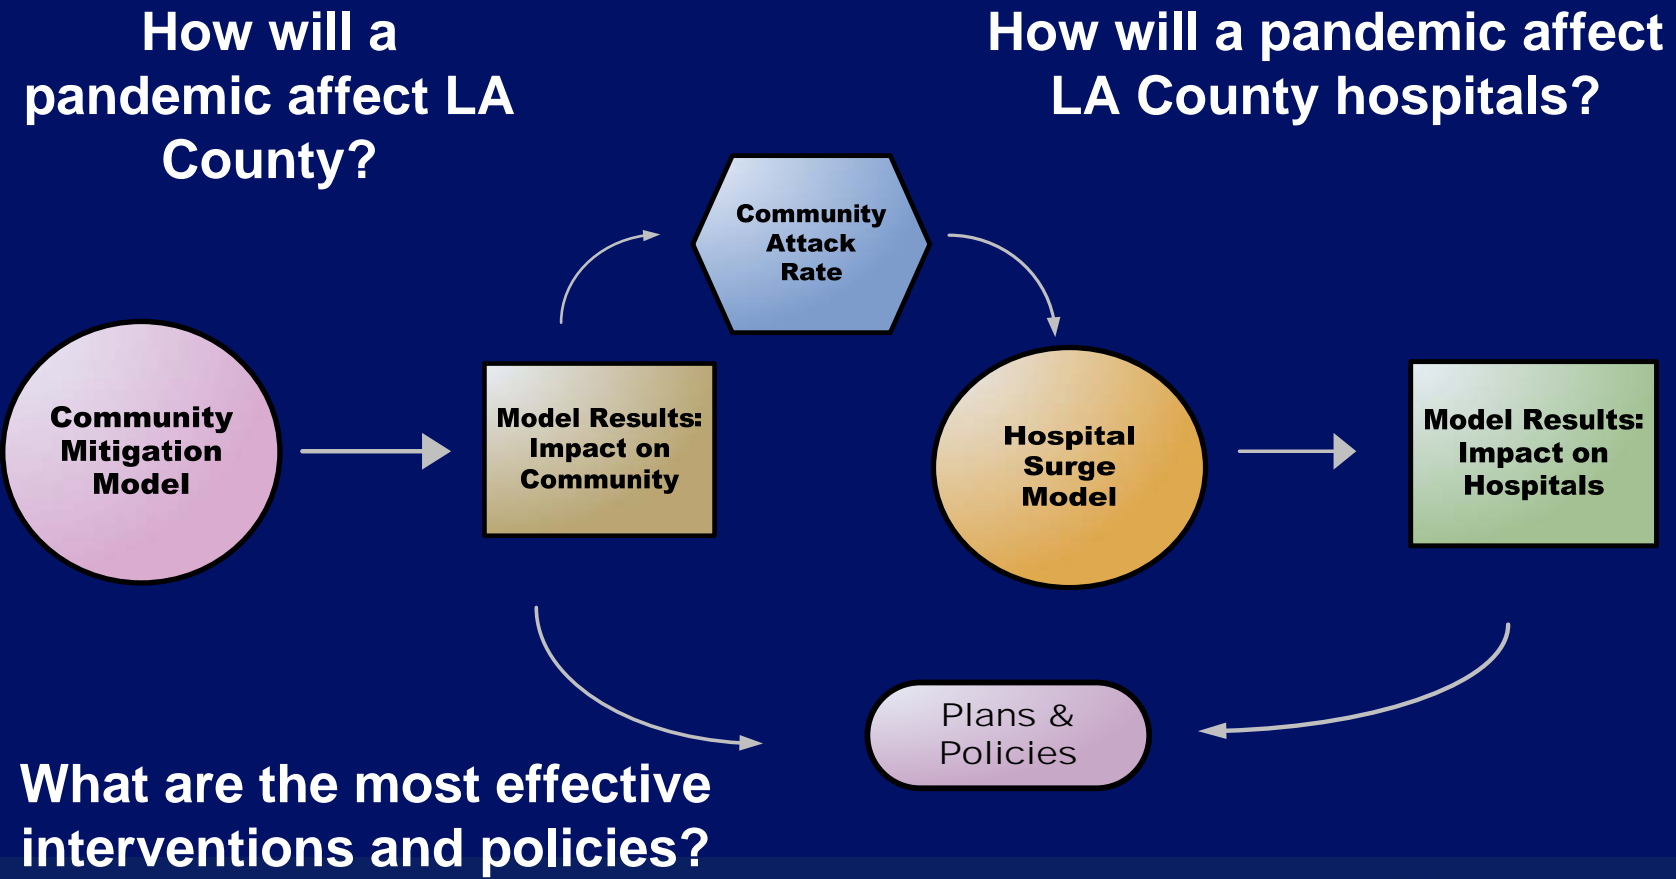 How will a
pandemic affect LA
County?
How will a pandemic affect
LA County hospitals?
Community
Attack
Rate
Community
Mitigation
Model
Model Results:
Impact on
Community
Hospital
Surge
Model
Model Results:
Impact on
Hospitals
Plans &
Policies
What are the most effective
interventions and policies?